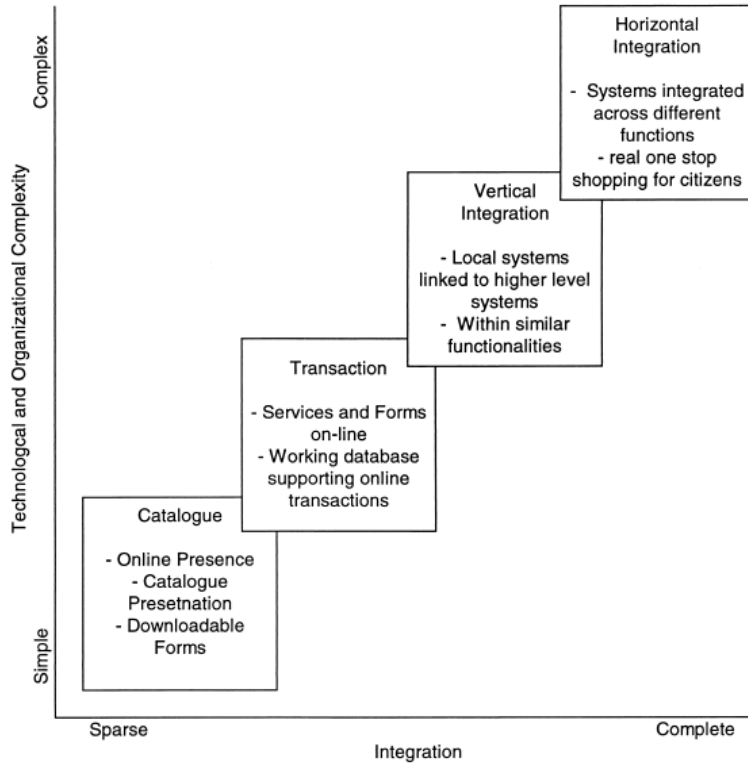 Complex
Technologcal and Organizational Complexity
Simple
Horizontal
Integration
- Systems integrated
across different
functions
- real one stop
shopping for citizens
Vertical
Integration
- Local systems
linked to higher level
systems
- Within similar
functionalities
Transaction
- Services and Forms
on-line
- Working database
supporting online
transactions
Catalogue
- Online Presence
- Catalogue
Presetnation
- Downloadable
Forms
Sparse
Complete
Integration